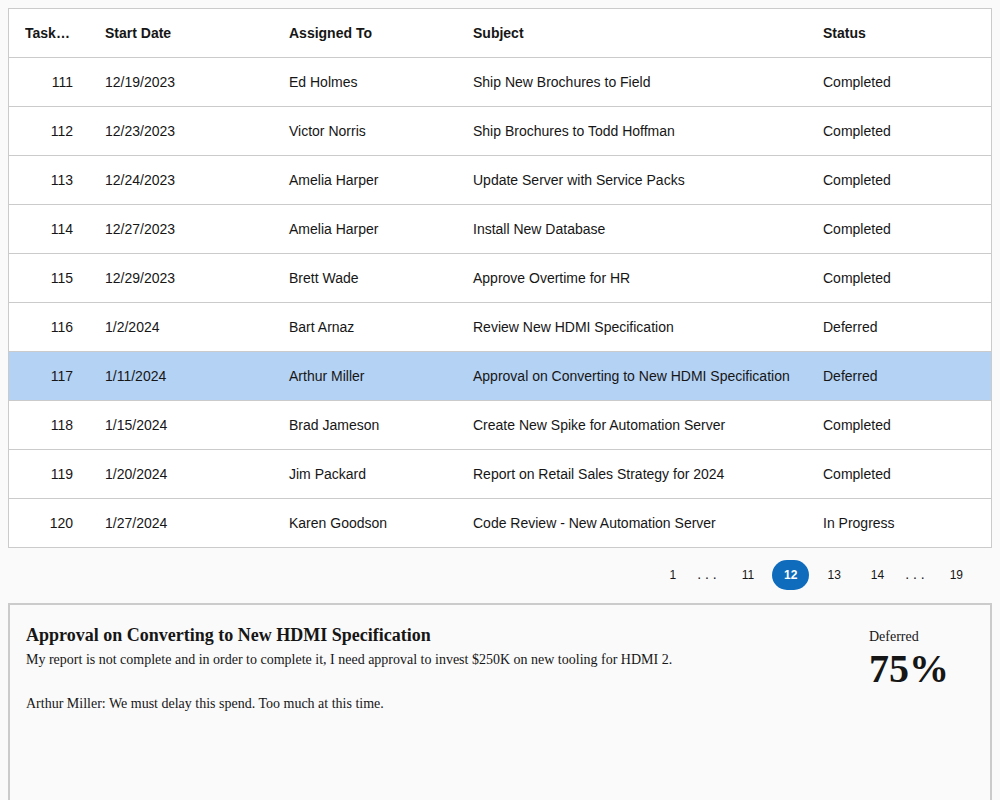 Task… Start Date Assigned To Subject Status
111 12/19/2023 Ed Holmes Ship New Brochures to Field Completed
112 12/23/2023 Victor Norris Ship Brochures to Todd Hoffman Completed
113 12/24/2023 Amelia Harper Update Server with Service Packs Completed
114 12/27/2023 Amelia Harper Install New Database Completed
115 12/29/2023 Brett Wade Approve Overtime for HR Completed
116 1/2/2024 Bart Arnaz Review New HDMI Specification Deferred
117 1/11/2024 Arthur Miller Approval on Converting to New HDMI Specification Deferred
118 1/15/2024 Brad Jameson Create New Spike for Automation Server Completed
119 1/20/2024 Jim Packard Report on Retail Sales Strategy for 2024 Completed
120 1/27/2024 Karen Goodson Code Review - New Automation Server In Progress
1 . . . 11 12 13 14 . . . 19
Approval on Converting to New HDMI Specification Deferred
My report is not complete and in order to complete it, I need approval to invest $250K on new tooling for HDMI 2. 75%
Arthur Miller: We must delay this spend. Too much at this time.